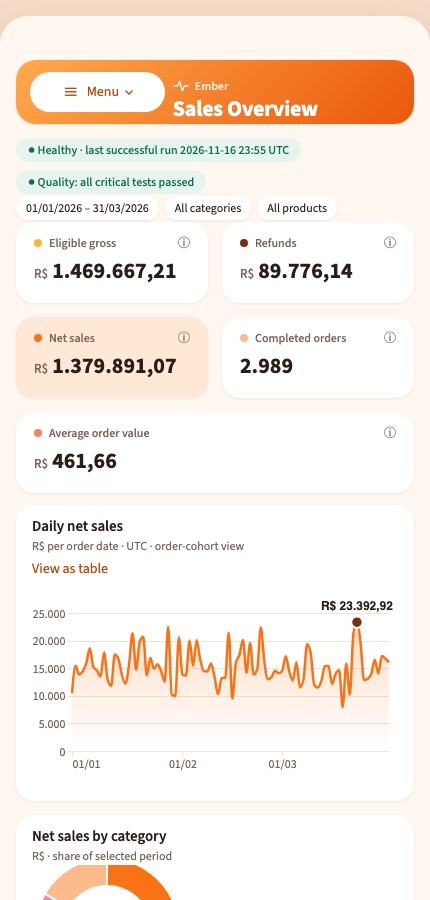 Menu
Ember
Sales Overview
Healthy · last successful run 2026-11-16 23:55 UTC
Quality: all critical tests passed
01/01/2026 – 31/03/2026 All categories All products
Eligible gross
R$ 1.469.667,21
Refunds
R$ 89.776,14
Net sales
R$ 1.379.891,07
Completed orders
2.989
Average order value
R$ 461,66
Daily net sales
R$ per order date · UTC · order-cohort view
View as table
R$ 23.392,92
25.000
20.000
15.000
10.000
5.000
0
01/01 01/02 01/03
Net sales by category
R$ · share of selected period